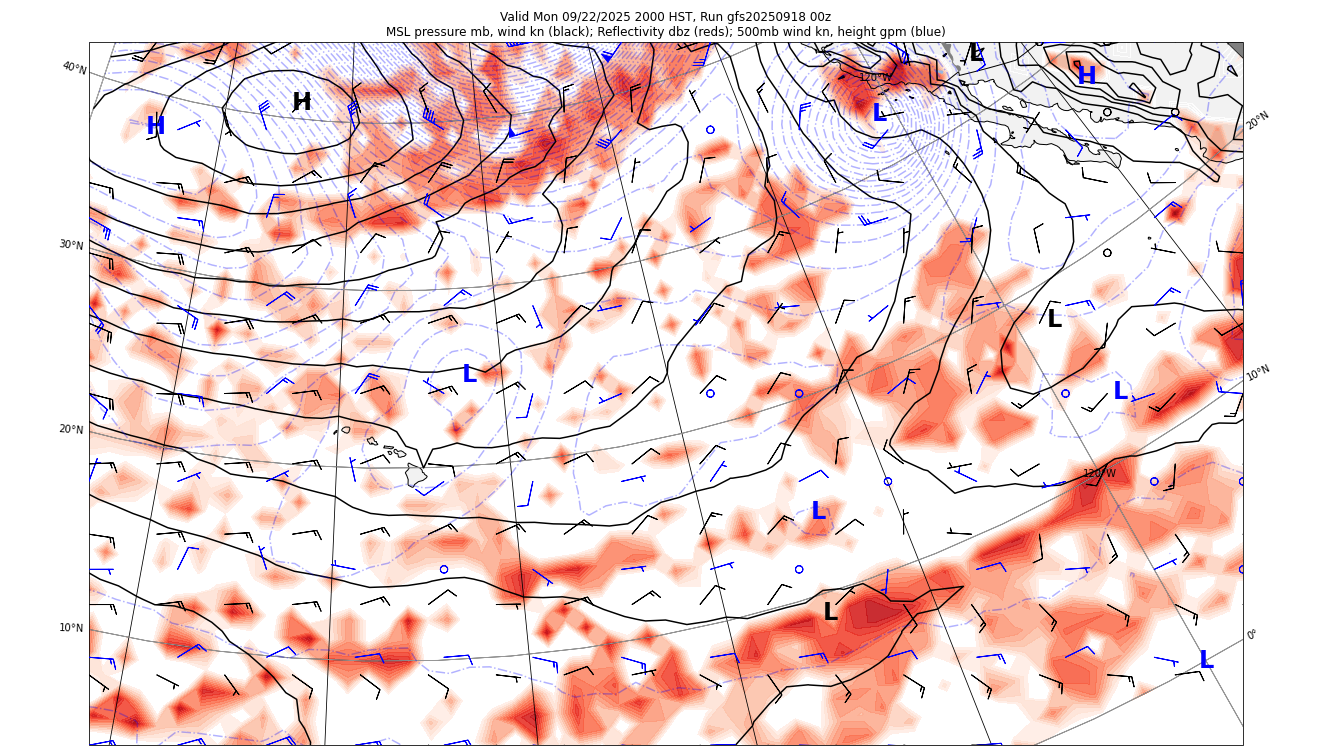 Valid Mon 09/22/2025 2000 HST, Run gfs20250918 00z
MSL pressure mb, wind kn (black); Reflectivity dbz (reds); 500mb wind kn, height gpm (blue)
L
40°N
120°W
H
H
L
H
20°N
30°N
L
L
10°N
L
20°N
120°W
L
L
10°N
0°
L